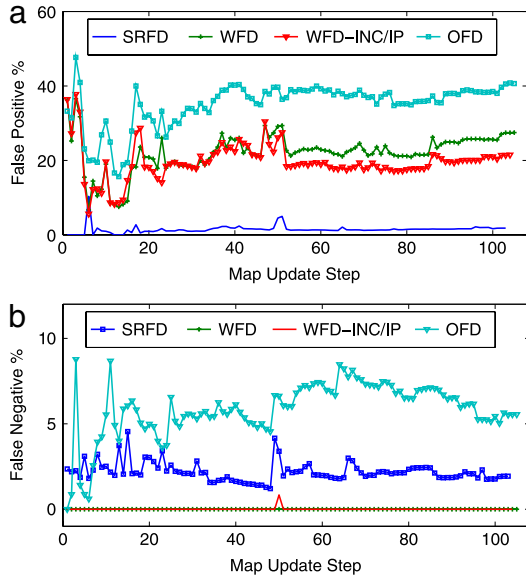 a
SRFD WFD WFD-INC/IP OFD
False Positive %
60
40
20
0
0 20 40 60 80 100
Map Update Step
b
SRFD WFD WFD-INC/IP OFD
False Negative %
10
5
0
0 20 40 60 80 100
Map Update Step